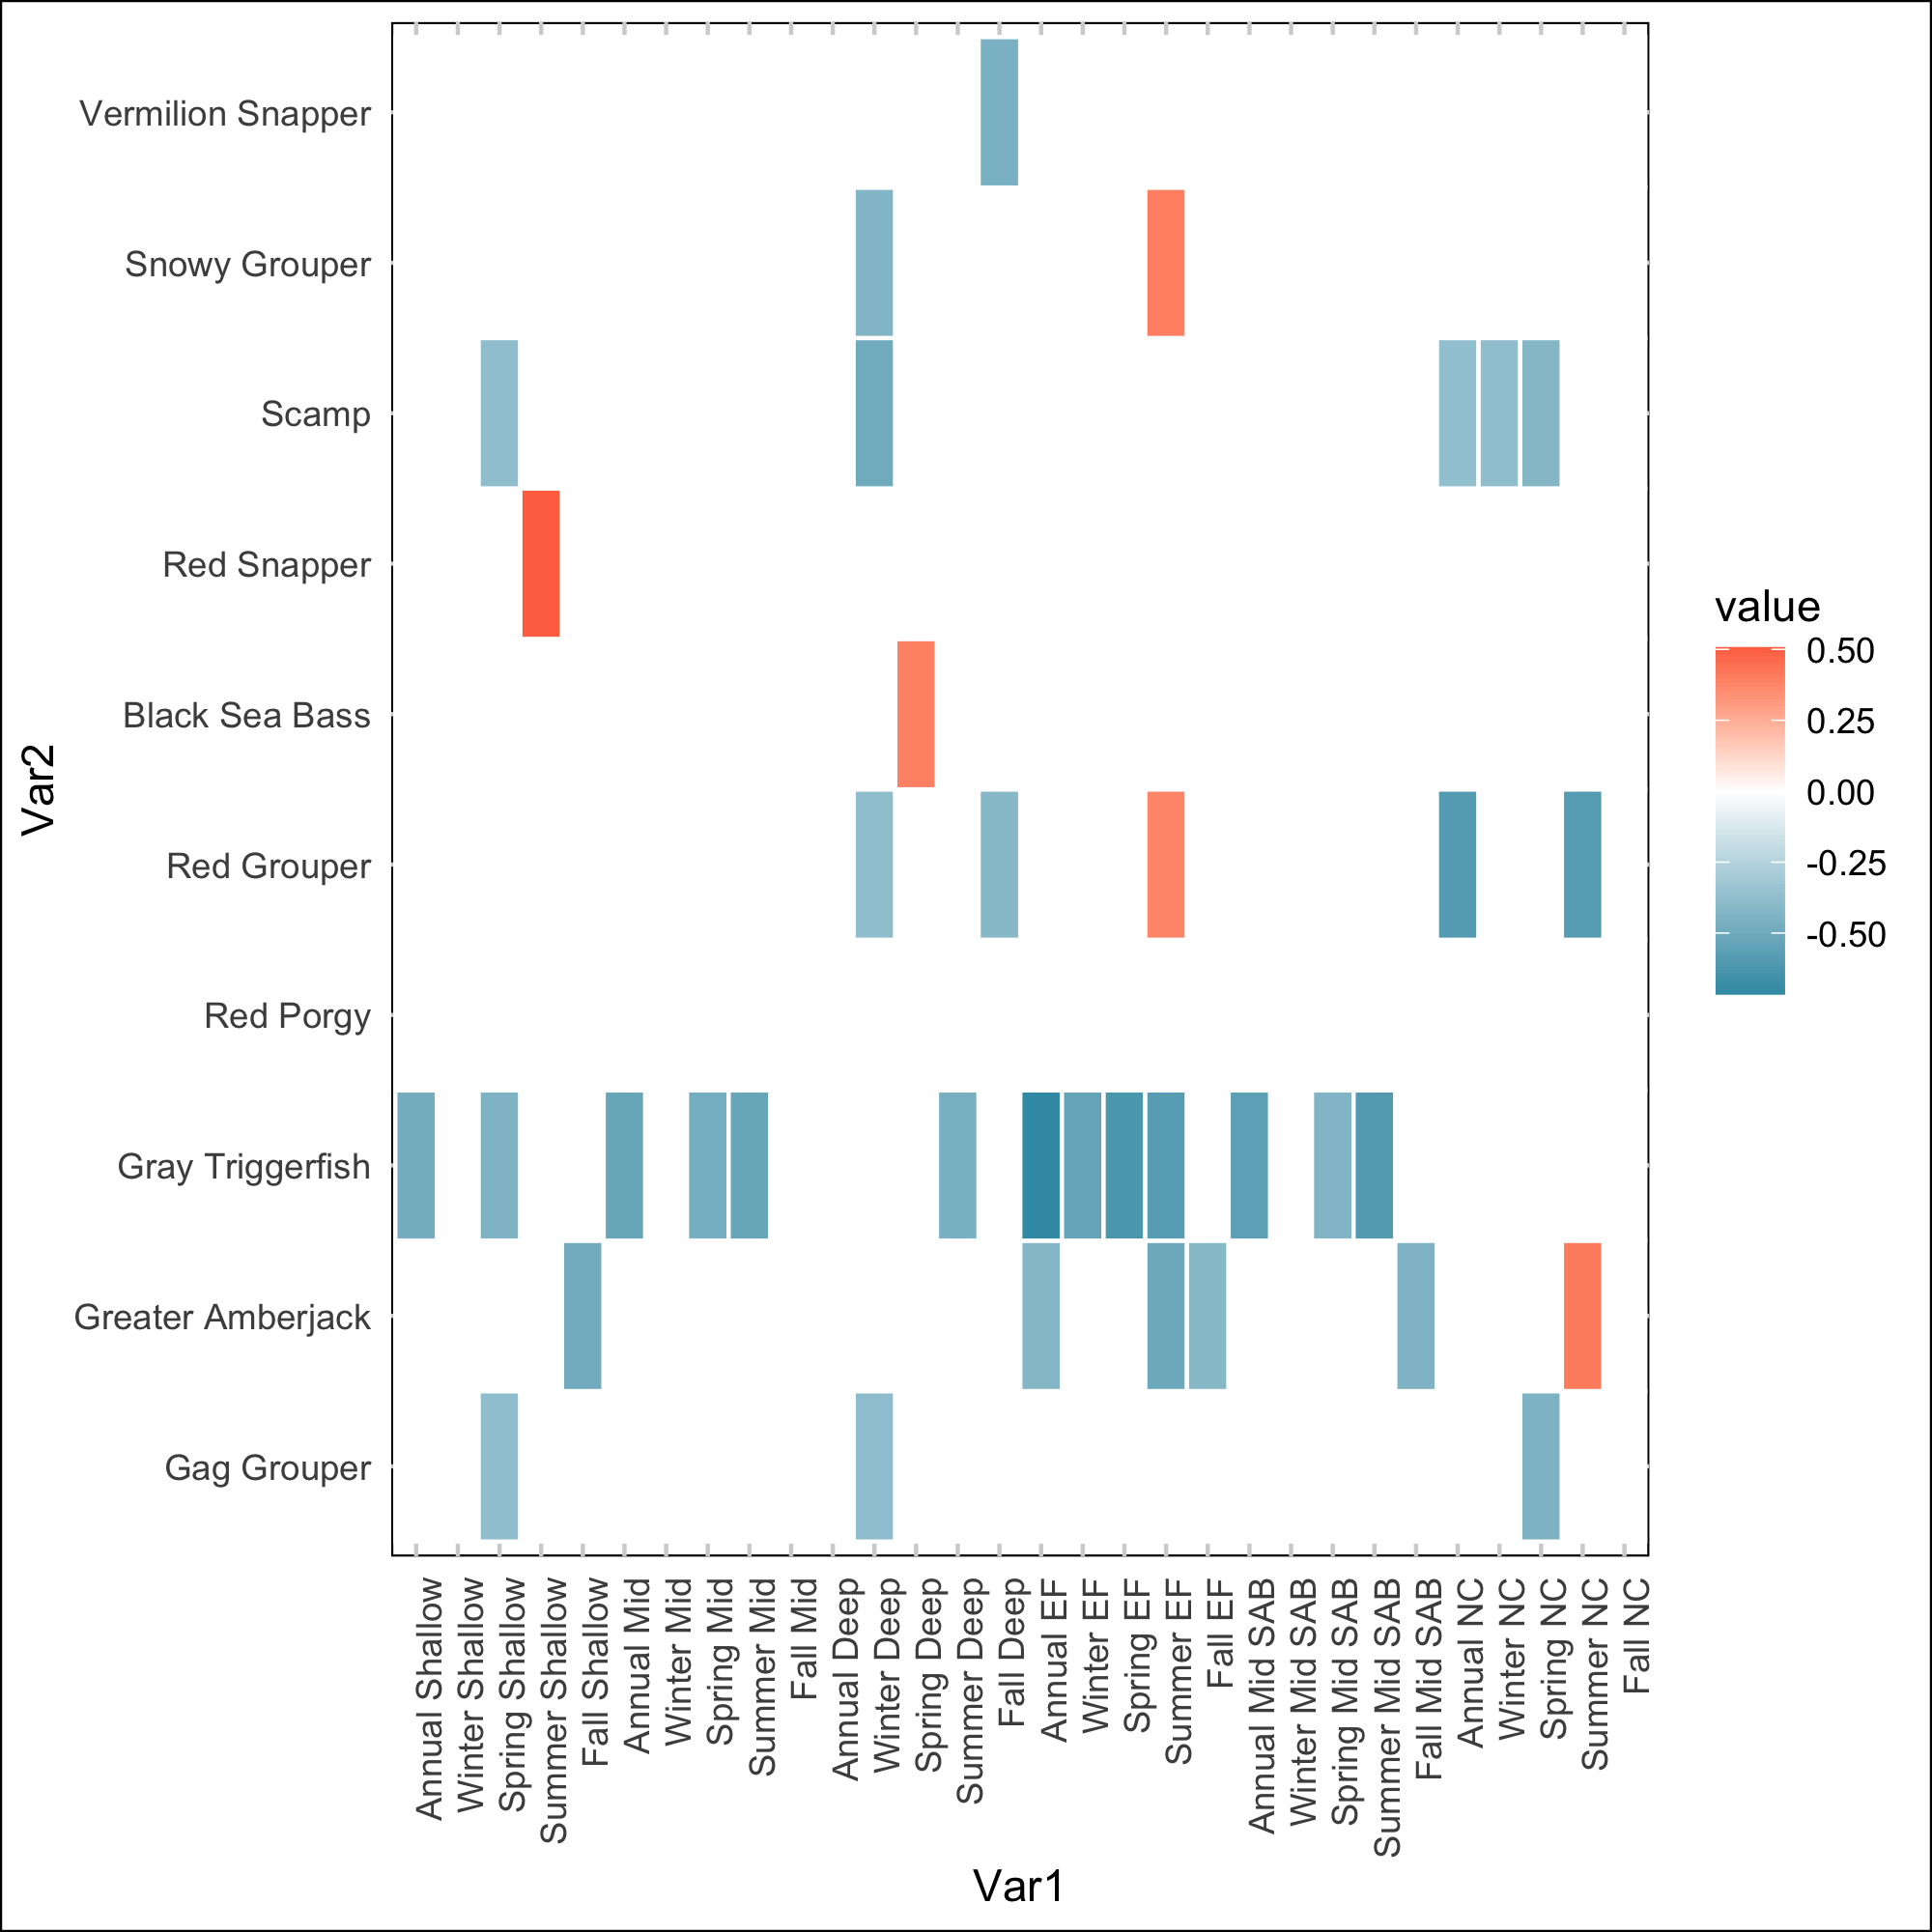 Vermilion Snapper
Snowy Grouper
Scamp
Red Snapper
Black Sea Bass
Red Grouper
Red Porgy
Gray Triggerfish
Greater Amberjack
Gag Grouper
Var2
Annual Shallow
Winter Shallow
Spring Shallow
Summer Shallow
Fall Shallow
Annual Mid
Winter Mid
Spring Mid
Summer Mid
Fall Mid
Annual Deep
Winter Deep
Spring Deep
Summer Deep
Fall Deep
Annual EF
Winter EF
Spring EF
Summer EF
Fall EF
Annual Mid SAB
Winter Mid SAB
Spring Mid SAB
Summer Mid SAB
Fall Mid SAB
Annual NC
Winter NC
Spring NC
Summer NC
Fall NC
Var1
value
0.50
0.25
0.00
-0.25
-0.50